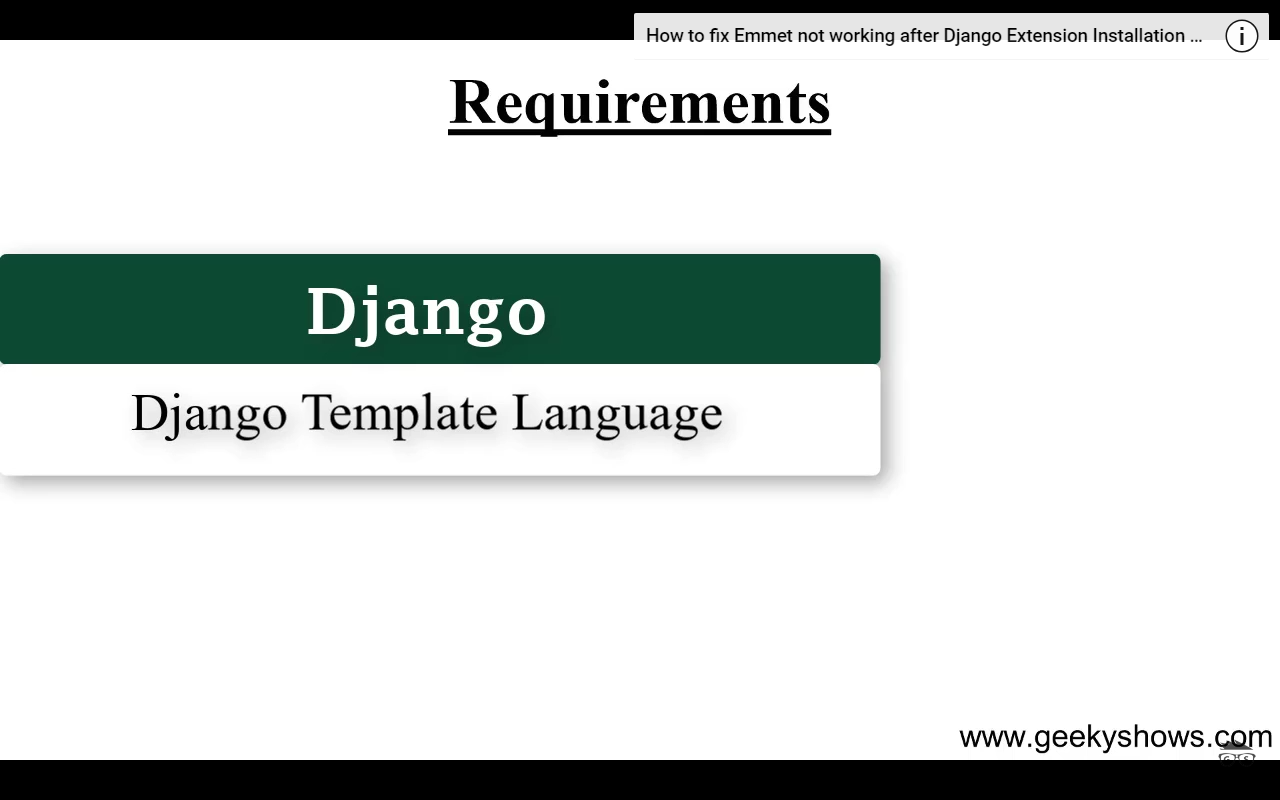 How to fix Emmet not working after Django Extension Installation ...
Requirements
Django
Django Template Language
www.geekyshows.com